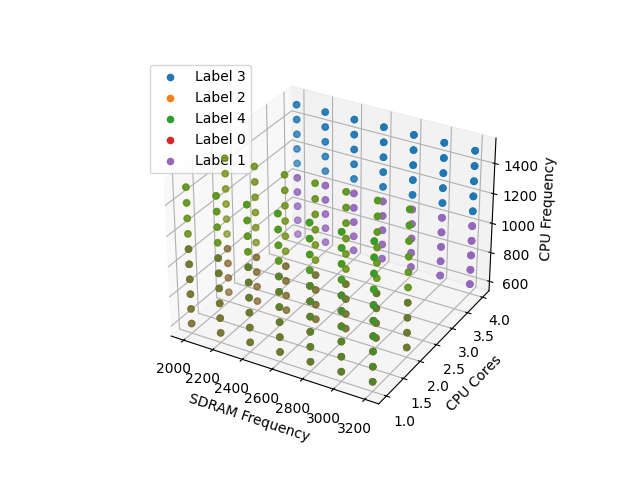 Label 3
Label 2
Label 4
Label 0
Label 1
1400
1200
1000
800
600
CPU Frequency
4.0
3.5
3.0
2.5
2.0
1.5
1.0
CPU Cores
2000
2200
2400
2600
2800
3000
3200
SDRAM Frequency